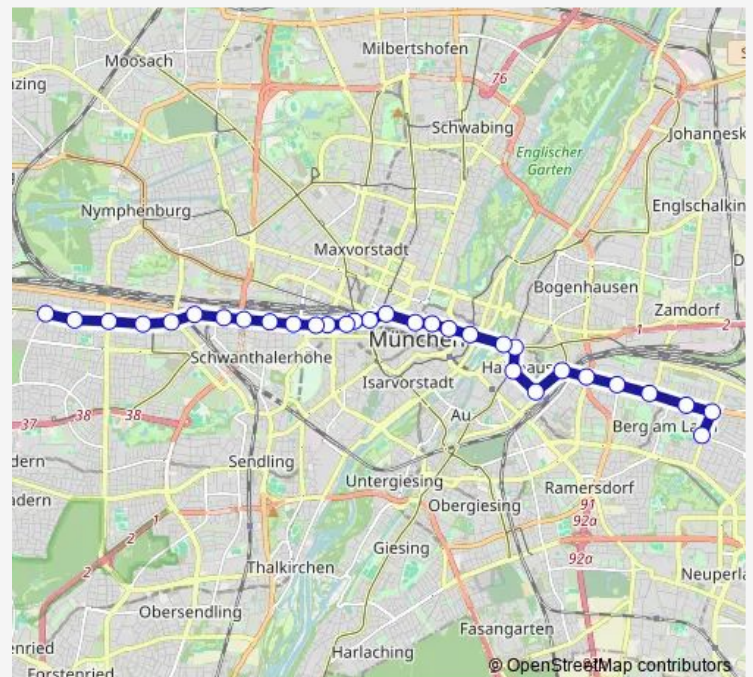 Milbertshofen
Moosach
76
Schwabing
Johannesk
Englischer
Garten
Nymphenburg
Englschalkin
Maxvorstadt
Bogenhausen
Zamdorf
1
2
München
Schwanthalerhöhe
Isarvorstadt
Au
37
38
38
Berg am La
dern
Sendling
Untergiesing
Ramersdorf
adern
Obergiesing
91
92a
1
2
Giesing
92a
2
Thalkirchen
Neuperla
Obersendling
Fasangarten
enried
Harlaching
Forstenried
© OpenStreetMap contributors